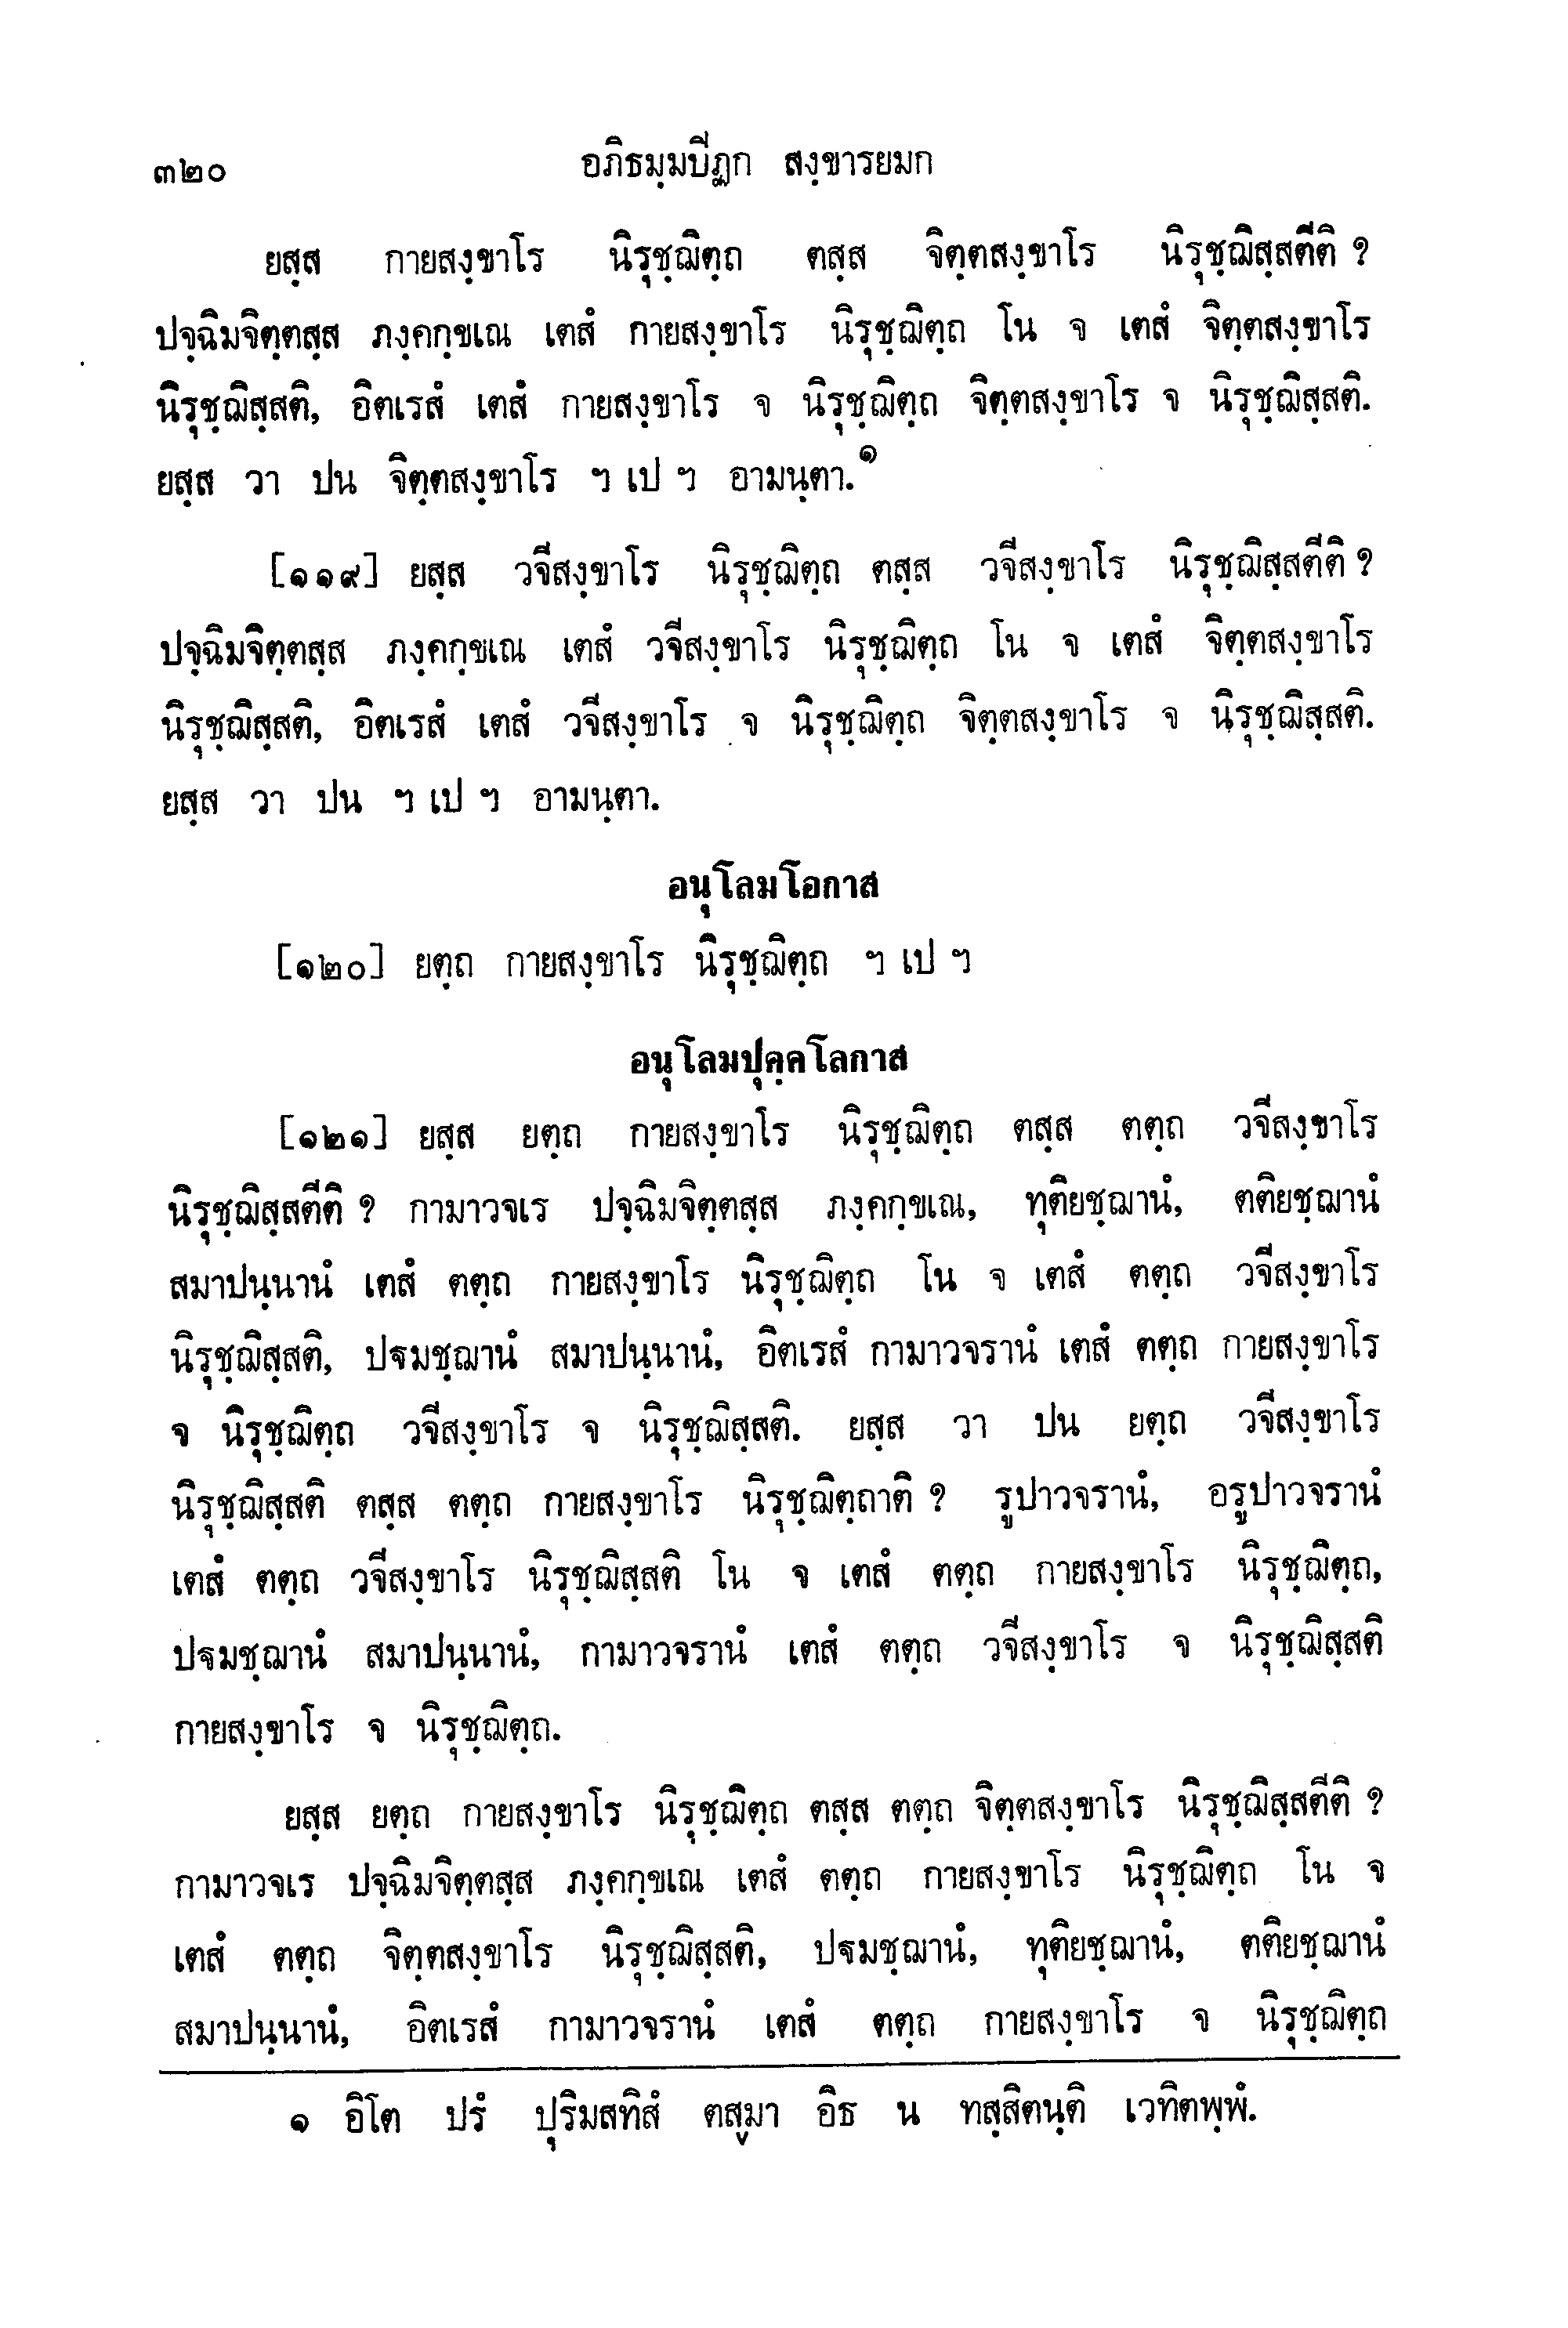 ๓๒๐ อภิธมฺมปีฏก สงฺขารยมก
ยสฺส กายสงฺขาโร นิรุชฺฌิตฺถ ตสฺส จิตฺตสงฺขาโร นิรุชฺฌิสฺสตีติ ?
ปจฺฉิมจิตฺตสฺส ภงฺคกฺขเณ เตสํ กายสงฺขาโร นิรุชฺฌิตฺถ โน จ เตสํ จิตฺตสงฺขาโร
นิรุชฺฌิสฺสติ, อิตเรสํ เตสํ กายสงฺขาโร จ นิรุชฺฌิตฺถ จิตฺตสงฺขาโร จ นิรุชฺฌิสฺสติ.
ยสฺส วา ปน จิตฺตสงฺขาโร ฯ เป ฯ อามนฺตา.๑
[๑๑๙] ยสฺส วจีสงฺขาโร นิรุชฺฌิตฺถ ตสฺส วจีสงฺขาโร นิรุชฺฌิสฺสตีติ ?
ปจฺฉิมจิตฺตสฺส ภงฺคกฺขเณ เตสํ วจีสงฺขาโร นิรุชฺฌิตฺถ โน จ เตสํ จิตฺตสงฺขาโร
นิรุชฺฌิสฺสติ, อิตเรสํ เตสํ วจีสงฺขาโร จ นิรุชฺฌิตฺถ จิตฺตสงฺขาโร จ นิรุชฺฌิสฺสติ.
ยสฺส วา ปน ฯ เป ฯ อามนฺตา.
อนุโลมโอกาส
[๑๒๐] ยตฺถ กายสงฺขาโร นิรุชฺฌิตฺถ ฯ เป ฯ
อนุโลมปุคฺคโลกาส
[๑๒๑] ยสฺส ยตฺถ กายสงฺขาโร นิรุชฺฌิตฺถ ตสฺส ตตฺถ วจีสงฺขาโร
นิรุชฺฌิสฺสตีติ ? กามาวจเร ปจฺฉิมจิตฺตสฺส ภงฺคกฺขเณ, ทุติยชฺฌานํ, ตติยชฺฌานํ
สมาปนฺนานํ เตสํ ตตฺถ กายสงฺขาโร นิรุชฺฌิตฺถ โน จ เตสํ ตตฺถ วจีสงฺขาโร
นิรุชฺฌิสฺสติ, ปฐมชฺฌานํ สมาปนฺนานํ, อิตเรสํ กามาวจรานํ เตสํ ตตฺถ กายสงฺขาโร
จ นิรุชฺฌิตฺถ วจีสงฺขาโร จ นิรุชฺฌิสฺสติ. ยสฺส วา ปน ยตฺถ วจีสงฺขาโร
นิรุชฺฌิสฺสติ ตสฺส ตตฺถ กายสงฺขาโร นิรุชฺฌิตฺถาติ ? รูปาวจรานํ, อรูปาวจรานํ
เตสํ ตตฺถ วจีสงฺขาโร นิรุชฺฌิสฺสติ โน จ เตสํ ตตฺถ กายสงฺขาโร นิรุชฺฌิตฺถ,
ปฐมชฺฌานํ สมาปนฺนานํ, กามาวจรานํ เตสํ ตตฺถ วจีสงฺขาโร จ นิรุชฺฌิสฺสติ
กายสงฺขาโร จ นิรุชฺฌิตฺถ.
ยสฺส ยตฺถ กายสงฺขาโร นิรุชฺฌิตฺถ ตสฺส ตตฺถ จิตฺตสงฺขาโร นิรุชฺฌิสฺสตีติ ?
กามาวจเร ปจฺฉิมจิตฺตสฺส ภงฺคกฺขเณ เตสํ ตตฺถ กายสงฺขาโร นิรุชฺฌิตฺถ โน จ
เตสํ ตตฺถ จิตฺตสงฺขาโร นิรุชฺฌิสฺสติ, ปฐมชฺฌานํ, ทุติยชฺฌานํ, ตติยชฺฌานํ
สมาปนฺนานํ, อิตเรสํ กามาวจรานํ เตสํ ตตฺถ กายสงฺขาโร จ นิรุชฺฌิตฺถ
๑ อิโต ปรํ ปุริมสทิสํ ตสฺมา อิธ น ทสฺสิตนฺติ เวทิตพฺพํ.